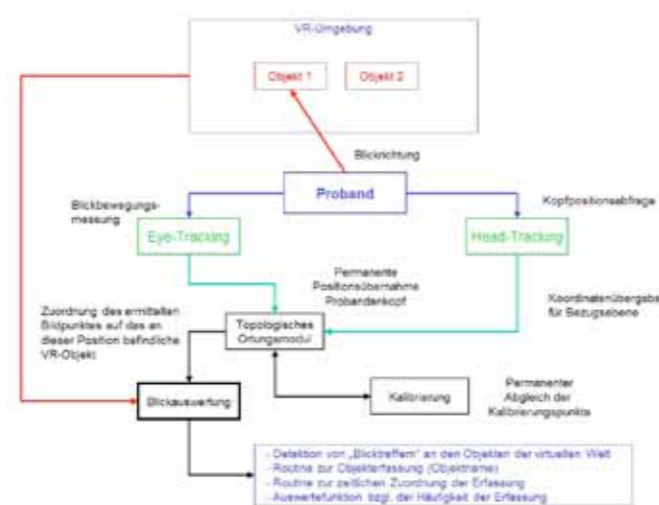 VR-Umgebung
Objekt 1
Objekt 2
Blickrichtung
Proband
Blickbewegungs-
messung
Kopfpositionsabfrage
Eye-Tracking
Head-Tracking
Permanente
Positionsübernahme
Probandenkopf
Zuordnung des ermittelten
Bildpunktes auf das an
dieser Position befindliche
VR-Objekt
Koordinatenübergabe
für Bezugsebene
Topologisches
Ortungsmodul
Blickauswertung
Kalibrierung
Permanenter
Abgleich der
Kalibrierungspunkte
- Detektion von „Blicktreffern" an den Objekten der virtuellen Welt
- Routine zur Objekterfassung (Objektname)
- Routine zur zeitlichen Zuordnung der Erfassung
- Auswertefunktion bzgl. der Häufigkeit der Erfassung